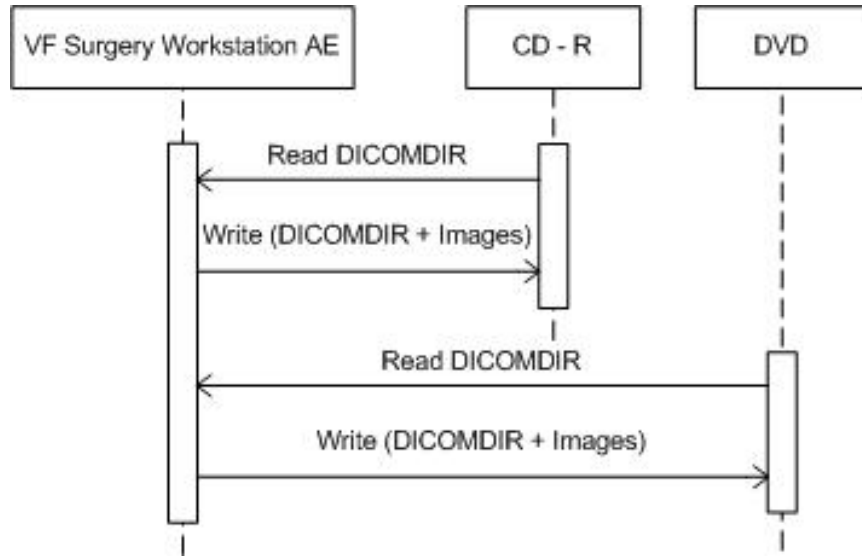 VF Surgery Workstation AE
CD - R
DVD
Read DICOMDIR
Write (DICOMDIR + Images)
Read DICOMDIR
Write (DICOMDIR + Images)